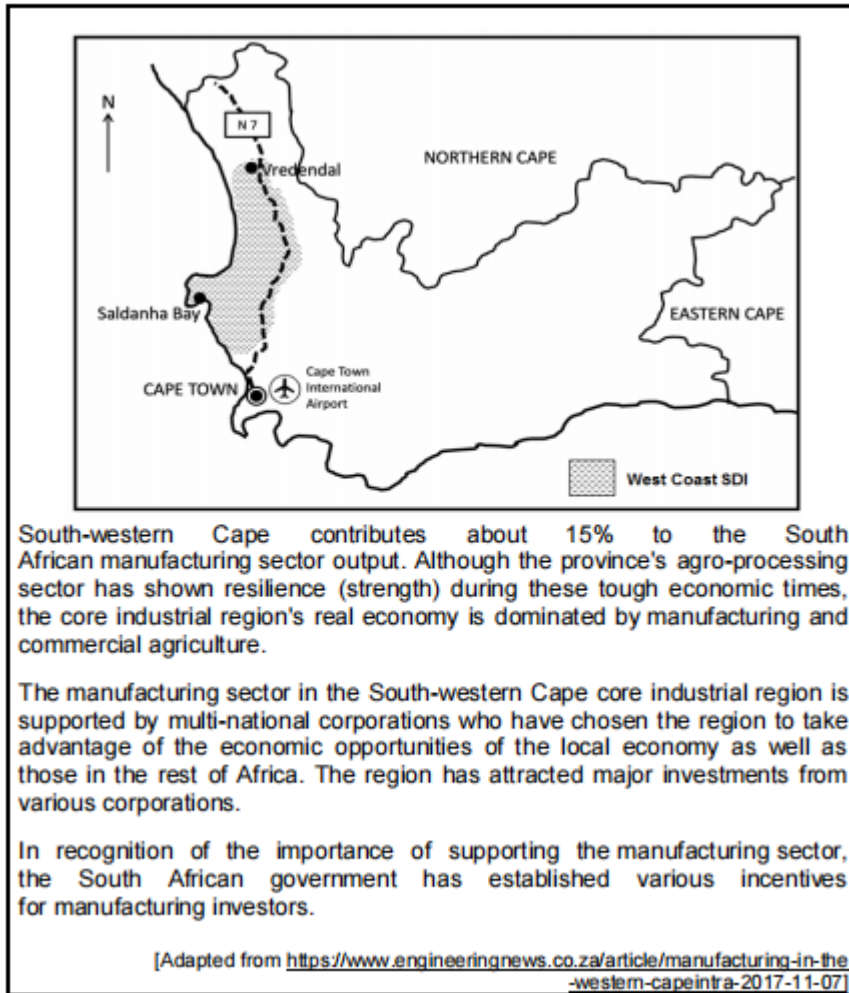 N
N 7
Vredendal
NORTHERN CAPE
Saldanha Bay
EASTERN CAPE
CAPE TOWN
Cape Town
International
Airport
West Coast SDI
South-western Cape contributes about 15% to the South
African manufacturing sector output. Although the province's agro-processing
sector has shown resilience (strength) during these tough economic times,
the core industrial region's real economy is dominated by manufacturing and
commercial agriculture.
The manufacturing sector in the South-western Cape core industrial region is
supported by multi-national corporations who have chosen the region to take
advantage of the economic opportunities of the local economy as well as
those in the rest of Africa. The region has attracted major investments from
various corporations.
In recognition of the importance of supporting the manufacturing sector,
the South African government has established various incentives
for manufacturing investors.
[Adapted from https://www.engineeringnews.co.za/article/manufacturing-in-the
-western-capeintra-2017-11-07]